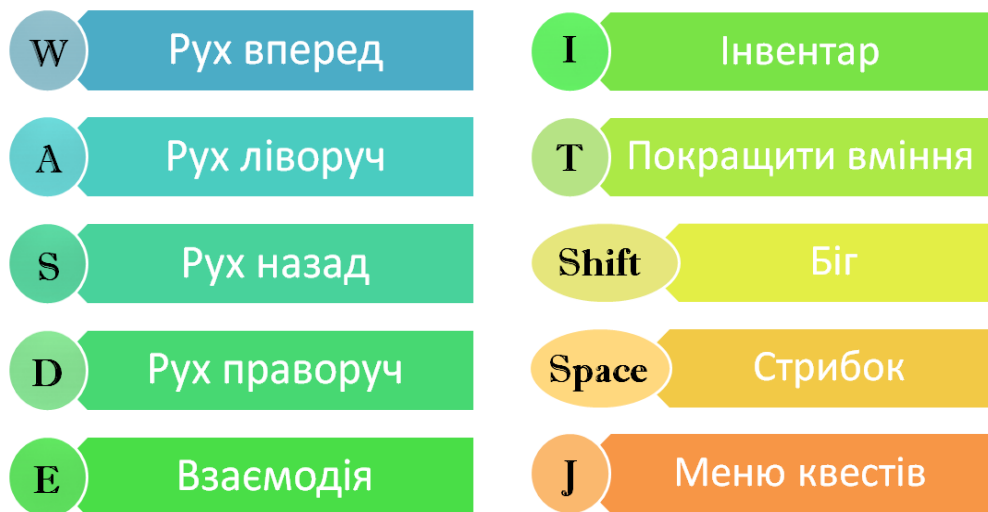 W Рух вперед
A Рух ліворуч
S Рух назад
D Рух праворуч
E Взаємодія
I Інвентар
T Покращити вміння
Shift Біг
Space Стрибок
J Меню квестів